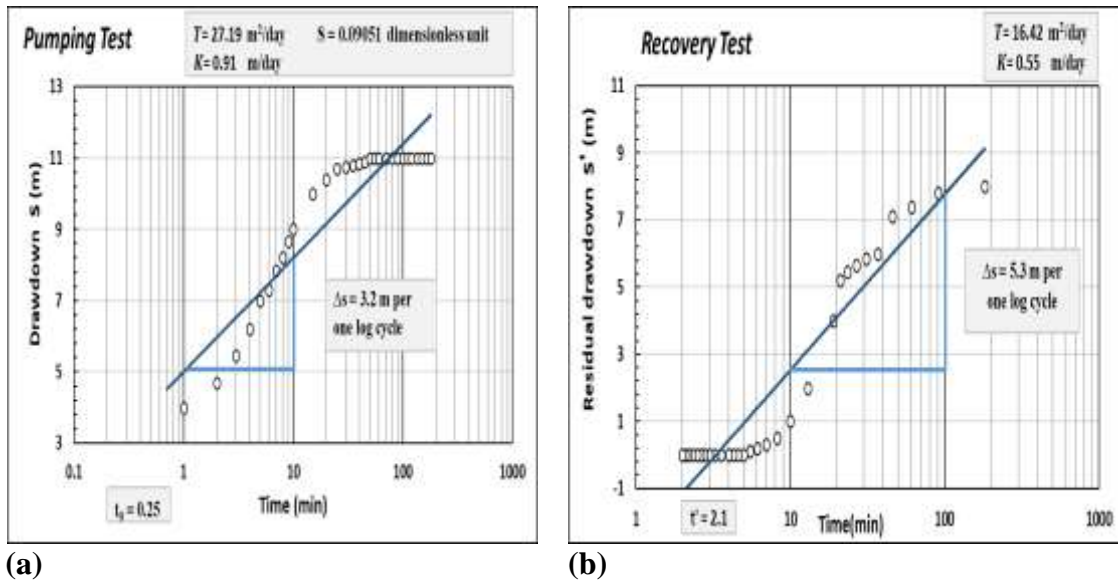 Pumping Test
T = 27.19 m²/day S = 0.09051 dimensionless unit
K = 0.91 m/day
13
11
9
7
5
3
Drawdown S (m)
Δs = 3.2 m per
one log cycle
0.1 1 10 100 1000
t₀ = 0.25
Time (min)
(a)
Recovery Test
T = 16.42 m²/day
K = 0.55 m/day
11
9
7
5
3
1
-1
Residual drawdown S' (m)
Δs = 5.3 m per
one log cycle
1 10 100 1000
t' = 2.1
Time(min)
(b)